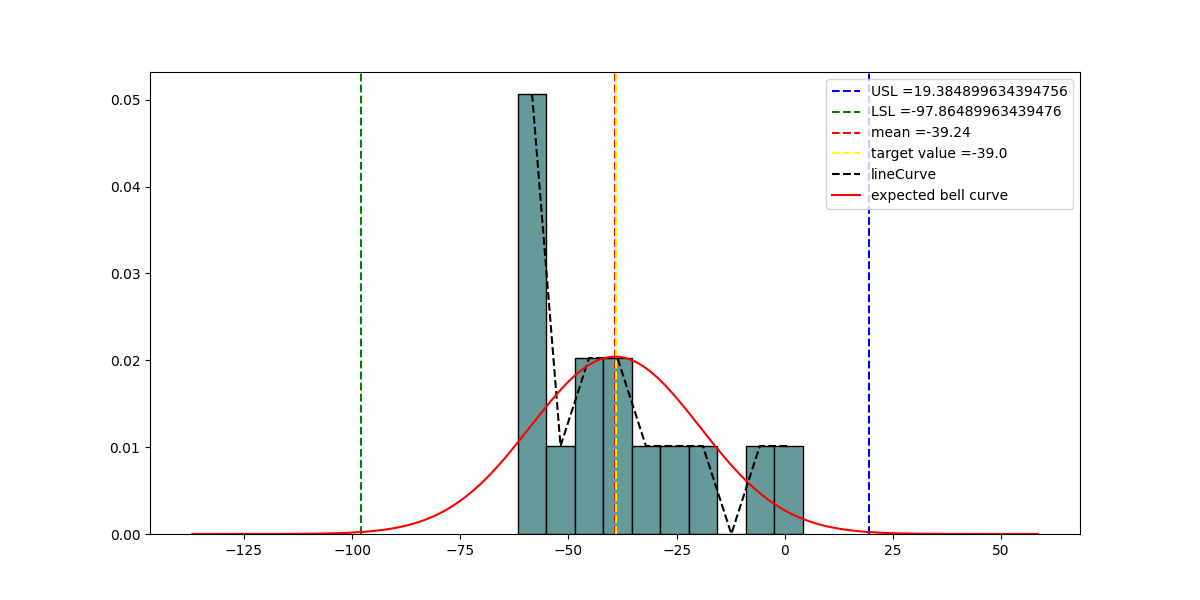 0.05
0.04
0.03
0.02
0.01
0.00
−125
−100
−75
−50
−25
0
25
50
USL =19.384899634394756
LSL =-97.86489963439476
mean =-39.24
target value =-39.0
lineCurve
expected bell curve